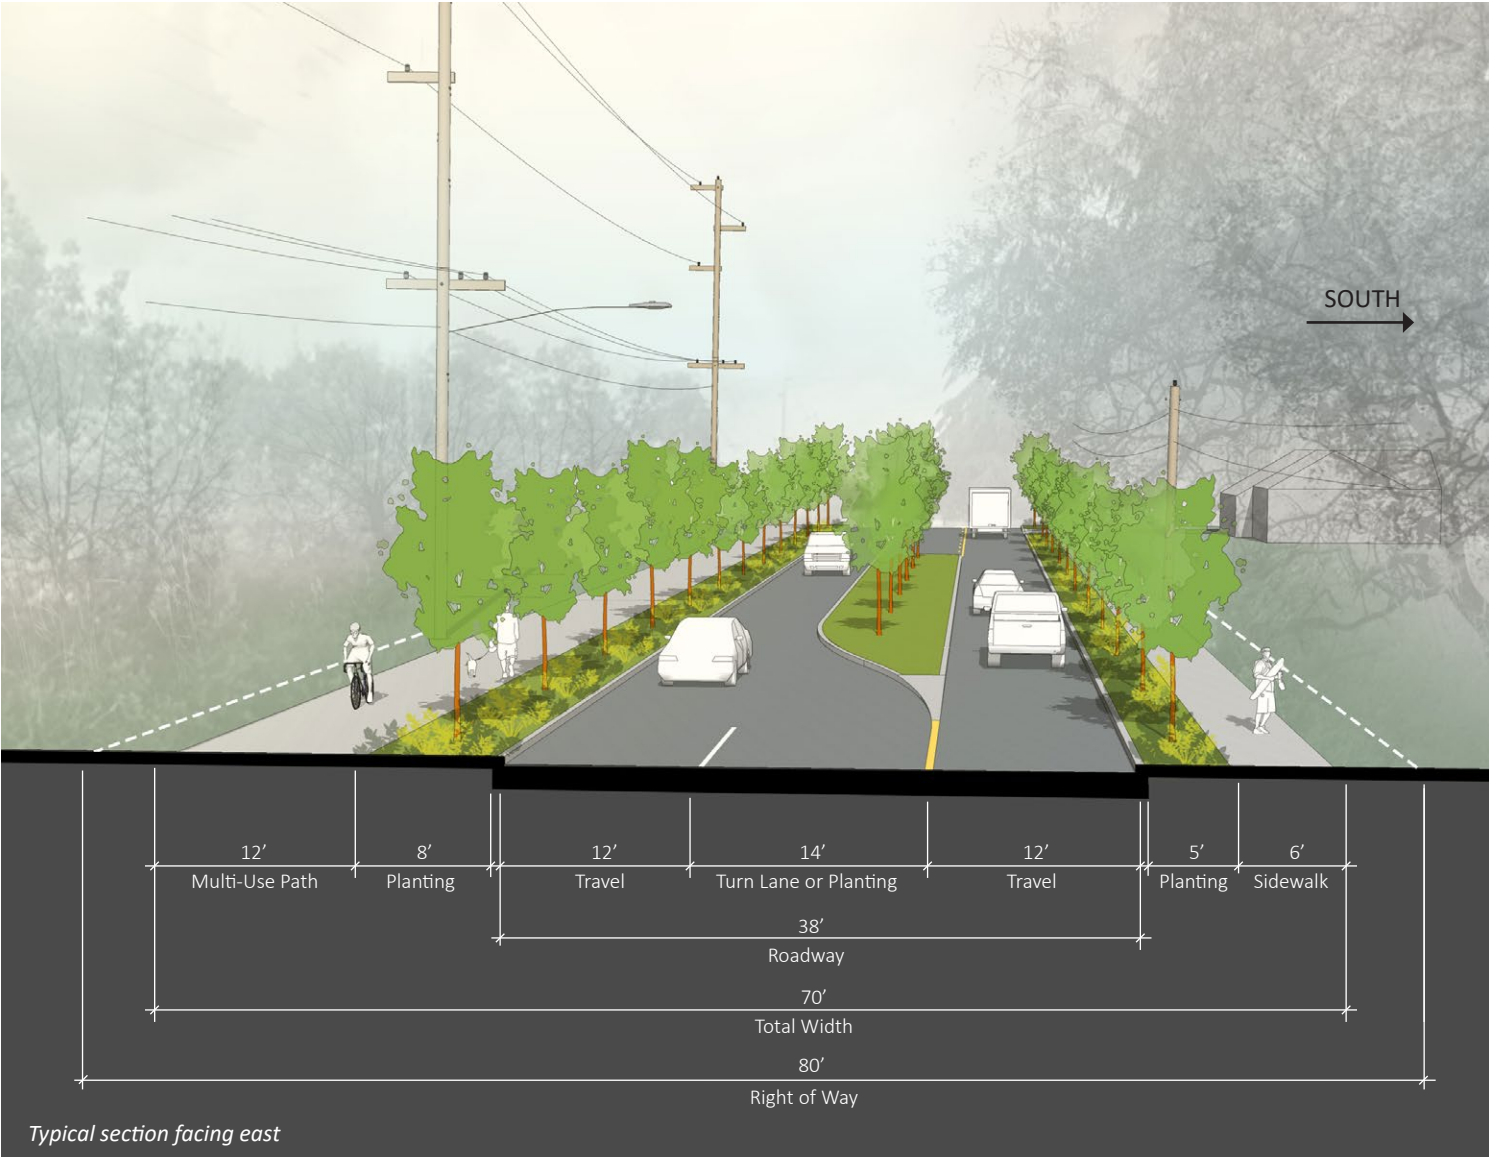 SOUTH
12’ 8’ 12’ 14’ 12’ 5’ 6’
Multi-Use Path Planting Travel Turn Lane or Planting Travel Planting Sidewalk
38’
Roadway
70’
Total Width
80’
Right of Way
Typical section facing east